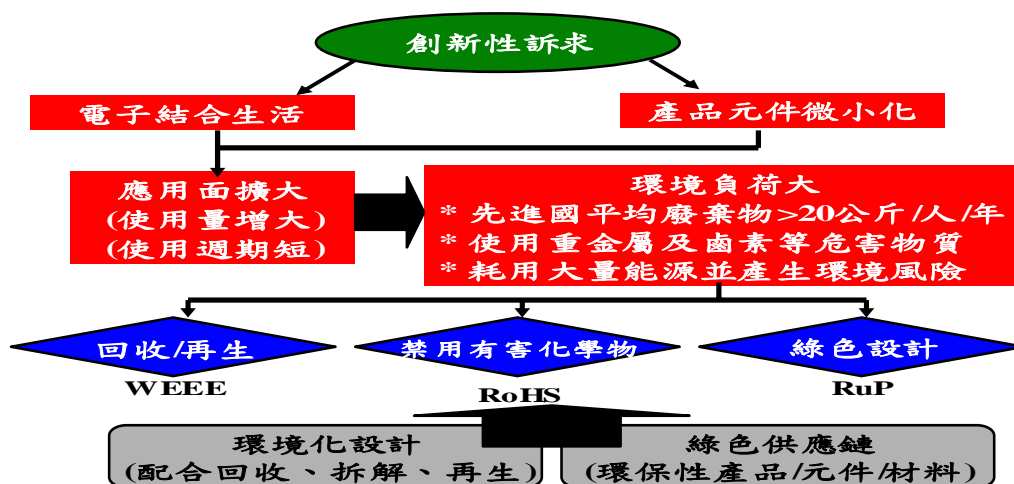 創新性訴求
電子結合生活
產品元件微小化
應用面擴大
(使用量增大)
(使用週期短)
環境負荷大
* 先進國平均廢棄物>20公斤/人/年
* 使用重金屬及鹵素等危害物質
* 耗用大量能源並產生環境風險
回收/再生
禁用有害化學物
綠色設計
WEEE
RoHS
RuP
環境化設計
(配合回收、拆解、再生)
綠色供應鏈
(環保性產品/元件/材料)